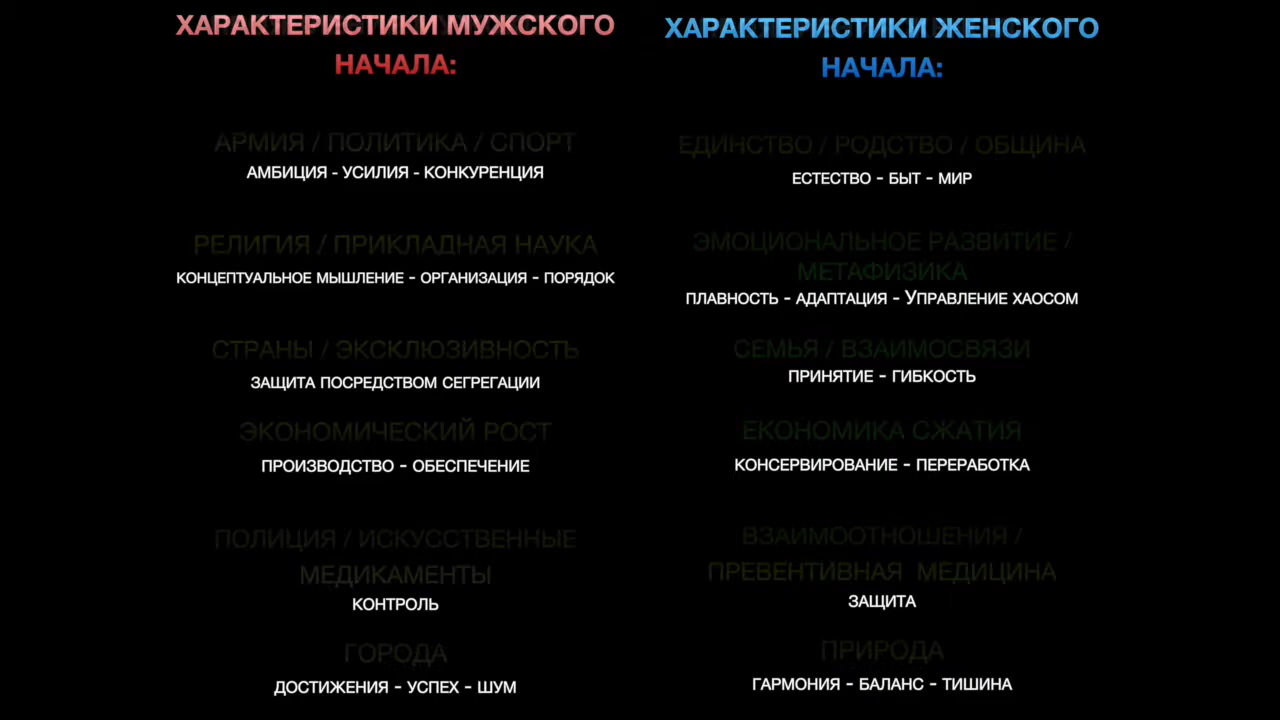 ХАРАКТЕРИСТИКИ МУЖСКОГО
НАЧАЛА:
АРМИЯ / ПОЛИТИКА / СПОРТ
АМБИЦИЯ - УСИЛИЯ - КОНКУРЕНЦИЯ
РЕЛИГИЯ / ПРИКЛАДНАЯ НАУКА
КОНЦЕПТУАЛЬНОЕ МЫШЛЕНИЕ - ОРГАНИЗАЦИЯ - ПОРЯДОК
СТРАНЫ / ЭКСКЛЮЗИВНОСТЬ
ЗАЩИТА ПОСРЕДСТВОМ СЕГРЕГАЦИИ
ЭКОНОМИЧЕСКИЙ РОСТ
ПРОИЗВОДСТВО - ОБЕСПЕЧЕНИЕ
ПОЛИЦИЯ / ИСКУССТВЕННЫЕ
МЕДИКАМЕНТЫ
КОНТРОЛЬ
ГОРОДА
ДОСТИЖЕНИЯ - УСПЕХ - ШУМ
ХАРАКТЕРИСТИКИ ЖЕНСКОГО
НАЧАЛА:
ЕДИНСТВО / РОДСТВО / ОБЩИНА
ЕСТЕСТВО - БЫТ - МИР
ЭМОЦИОНАЛЬНОЕ РАЗВИТИЕ /
МЕТАФИЗИКА
ПЛАВНОСТЬ - АДАПТАЦИЯ - УПРАВЛЕНИЕ ХАОСОМ
СЕМЬЯ / ВЗАИМОСВЯЗИ
ПРИНЯТИЕ - ГИБКОСТЬ
ЕКОНОМИКА СЖАТИЯ
КОНСЕРВИРОВАНИЕ - ПЕРЕРАБОТКА
ВЗАИМООТНОШЕНИЯ /
ПРЕВЕНТИВНАЯ МЕДИЦИНА
ЗАЩИТА
ПРИРОДА
ГАРМОНИЯ - БАЛАНС - ТИШИНА